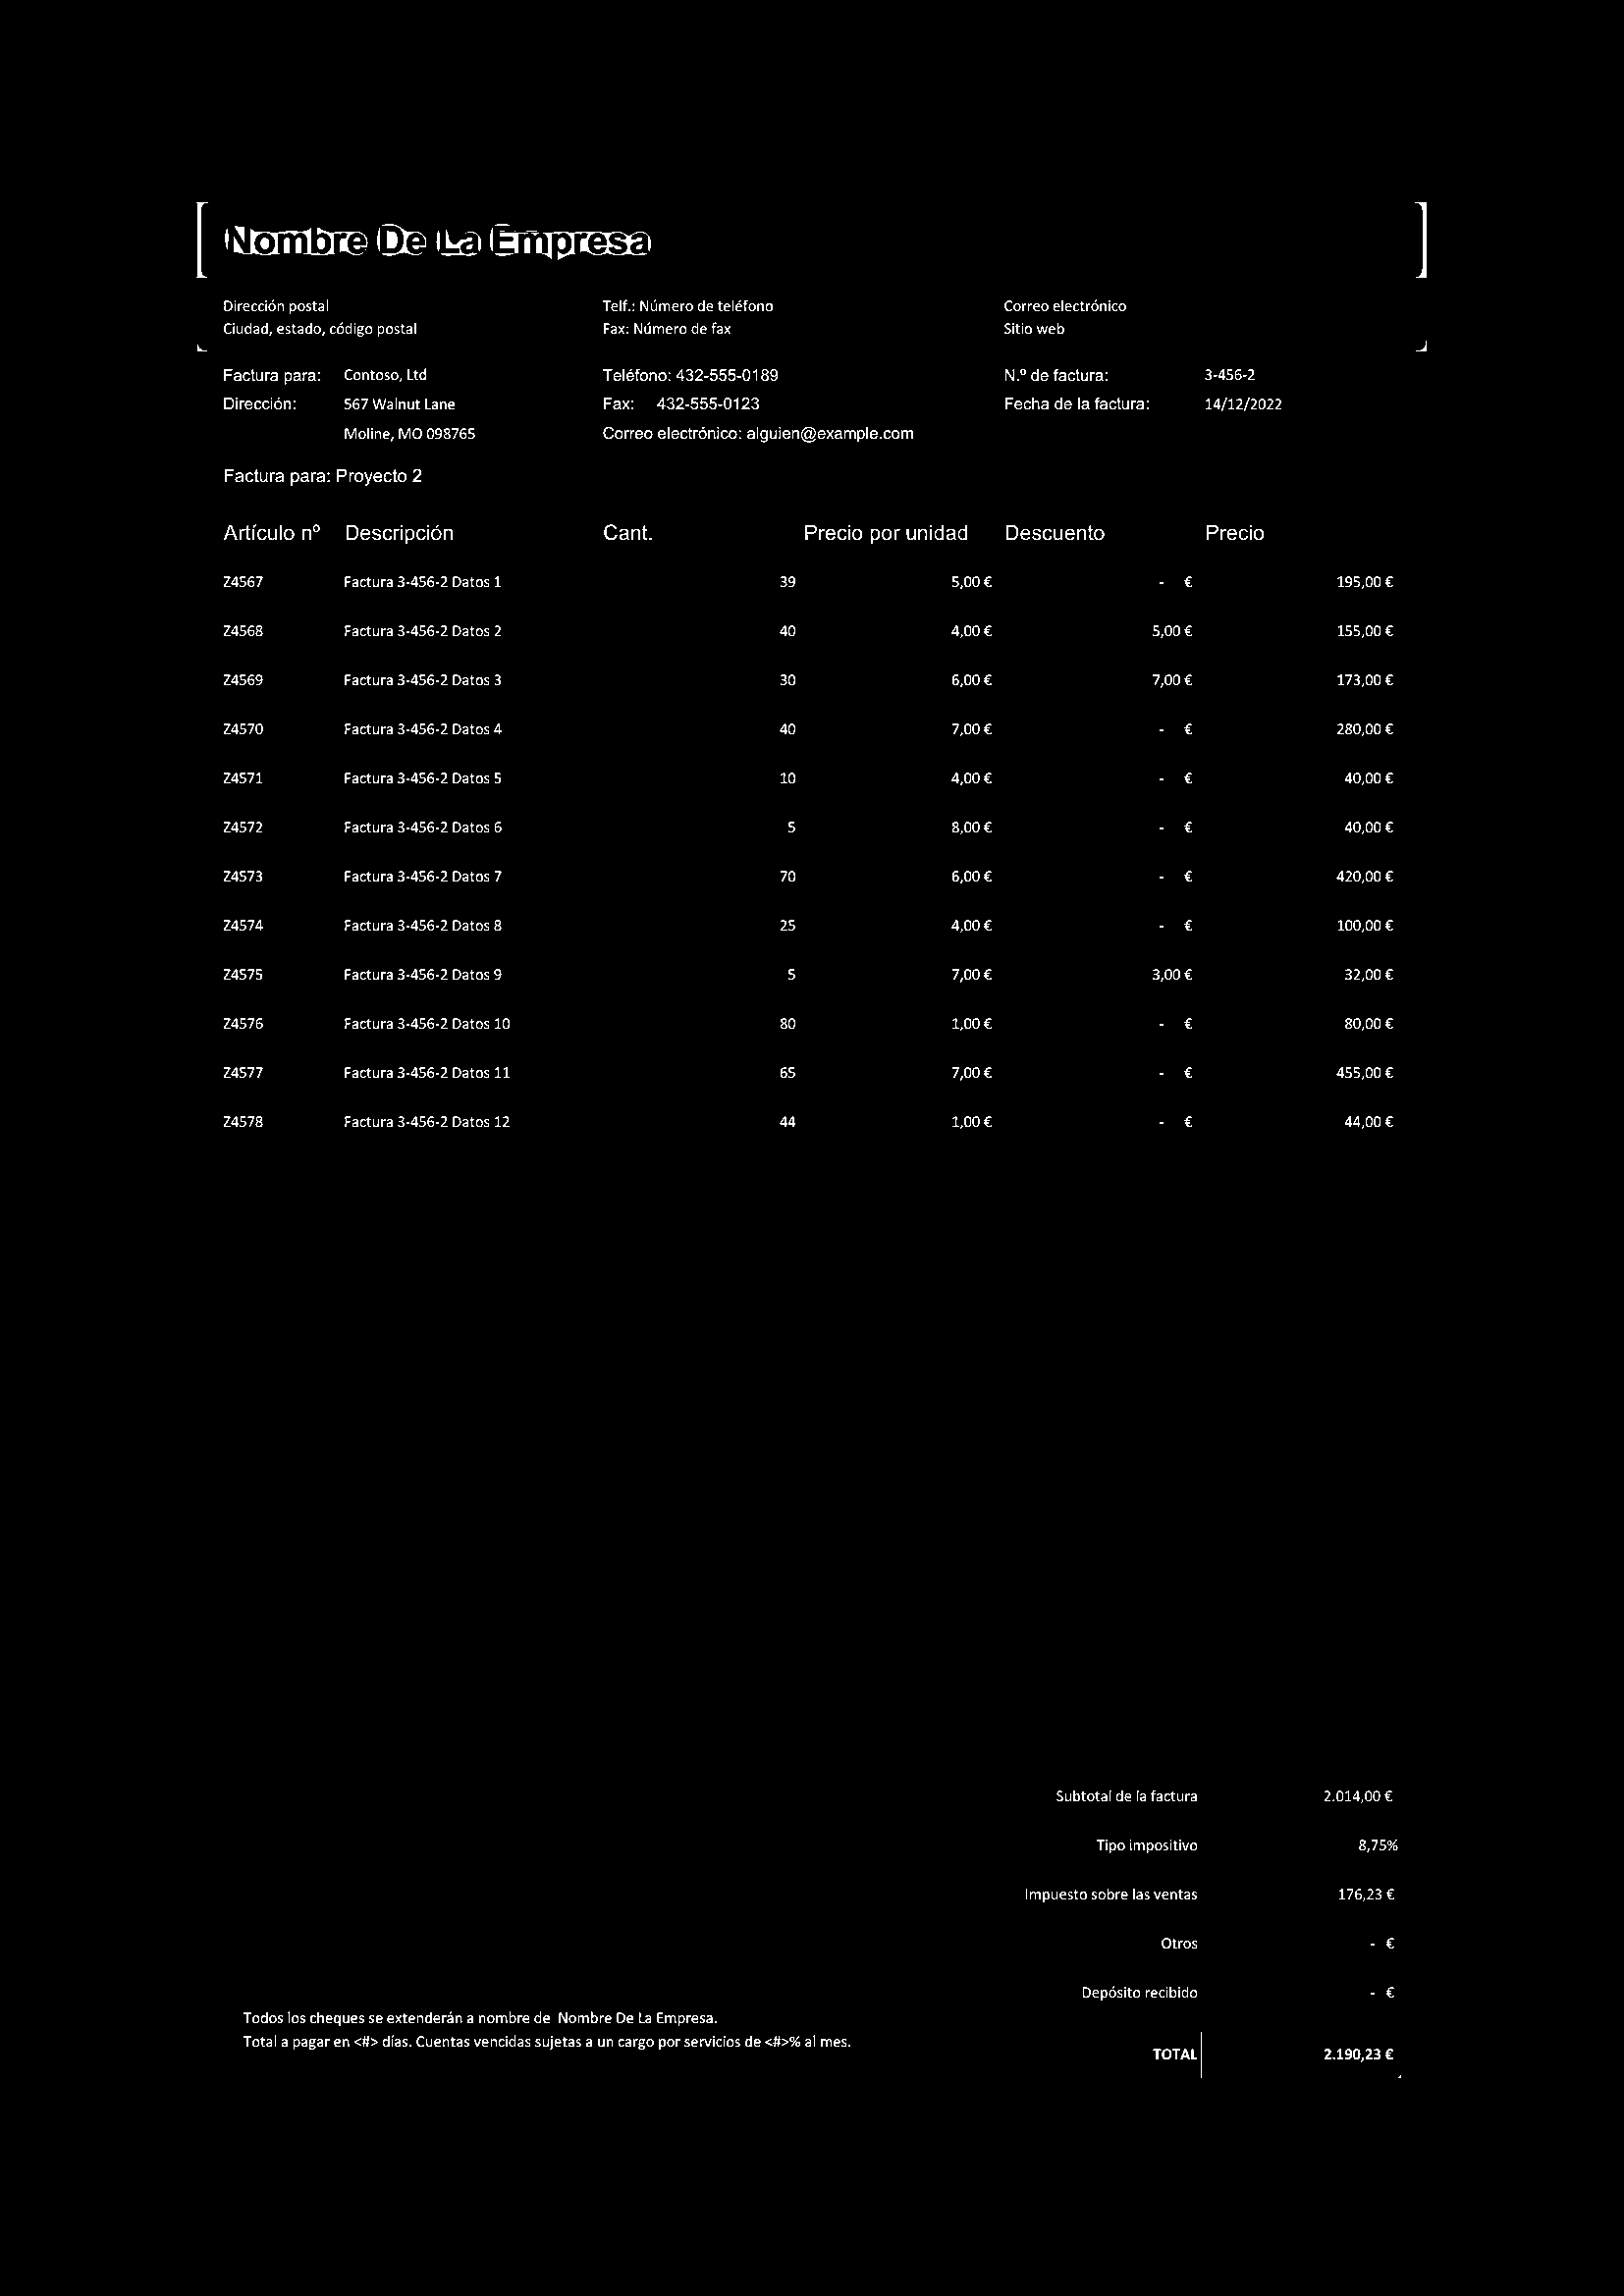 Nombre De La Empresa
Dirección postal Telf.: Número de teléfono Correo electrónico
Ciudad, estado, código postal Fax: Número de fax Sitio web
Factura para: Contoso, Ltd Teléfono: 432-555-0189 N.º de factura: 3-456-2
Dirección: 567 Walnut Lane Fax: 432-555-0123 Fecha de la factura: 14/12/2022
Moline, MO 098765 Correo electrónico: alguien@example.com
Factura para: Proyecto 2
Artículo nº Descripción Cant. Precio por unidad Descuento Precio
Z4567 Factura 3-456-2 Datos 1 39 5,00 € - € 195,00 €
Z4568 Factura 3-456-2 Datos 2 40 4,00 € 5,00 € 155,00 €
Z4569 Factura 3-456-2 Datos 3 30 6,00 € 7,00 € 173,00 €
Z4570 Factura 3-456-2 Datos 4 40 7,00 € - € 280,00 €
Z4571 Factura 3-456-2 Datos 5 10 4,00 € - € 40,00 €
Z4572 Factura 3-456-2 Datos 6 5 8,00 € - € 40,00 €
Z4573 Factura 3-456-2 Datos 7 70 6,00 € - € 420,00 €
Z4574 Factura 3-456-2 Datos 8 25 4,00 € - € 100,00 €
Z4575 Factura 3-456-2 Datos 9 5 7,00 € 3,00 € 32,00 €
Z4576 Factura 3-456-2 Datos 10 80 1,00 € - € 80,00 €
Z4577 Factura 3-456-2 Datos 11 65 7,00 € - € 455,00 €
Z4578 Factura 3-456-2 Datos 12 44 1,00 € - € 44,00 €
Subtotal de la factura 2.014,00 €
Tipo impositivo 8,75%
Impuesto sobre las ventas 176,23 €
Otros - €
Depósito recibido - €
Todos los cheques se extenderán a nombre de Nombre De La Empresa.
Total a pagar en <#> días. Cuentas vencidas sujetas a un cargo por servicios de <#>% al mes.
TOTAL 2.190,23 €